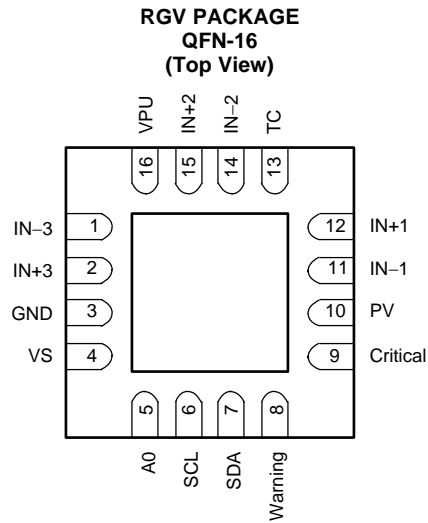 RGV PACKAGE
QFN-16
(Top View)
VPU
IN+2
IN–2
TC
16
15
14
13
IN–3 1
12 IN+1
IN+3 2
11 IN–1
GND 3
10 PV
VS 4
9 Critical
5
6
7
8
A0
SCL
SDA
Warning